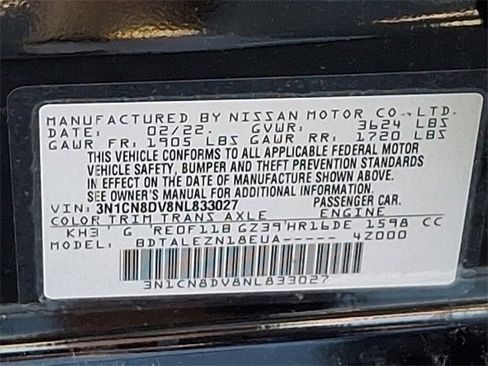 MANUFACTURED BY NISSAN MOTOR CO., LTD.
DATE: 02/22. GVWR: 3624 LBS
GAWR FR: 1905 LBS GAWR RR: 1720 LBS
THIS VEHICLE CONFORMS TO ALL APPLICABLE FEDERAL MOTOR
VEHICLE SAFETY, BUMPER AND THEFT PREVENTION STANDARDS
IN EFFECT ON THE DATE OF MANUFACTURE SHOWN ABOVE.
SEE OWNER'S MANUAL FOR ADDITIONAL INFORMATION.
VIN: 3N1CN8DV8NL833027 PASSENGER CAR.
COLOR TRIM TRANS AXLE ENGINE
KH3 G RE0F11B GZ39 HR16DE 1598 CC
MODEL: BDTALEZN18EUA----- 4Z000
3N1CN8DV8NL833027